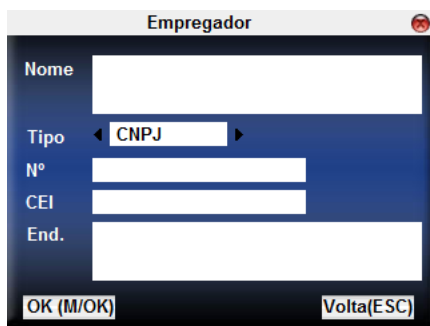 Empregador
Nome
Tipo CNPJ
Nº
CEI
End.
OK (M/OK) Volta(ESC)